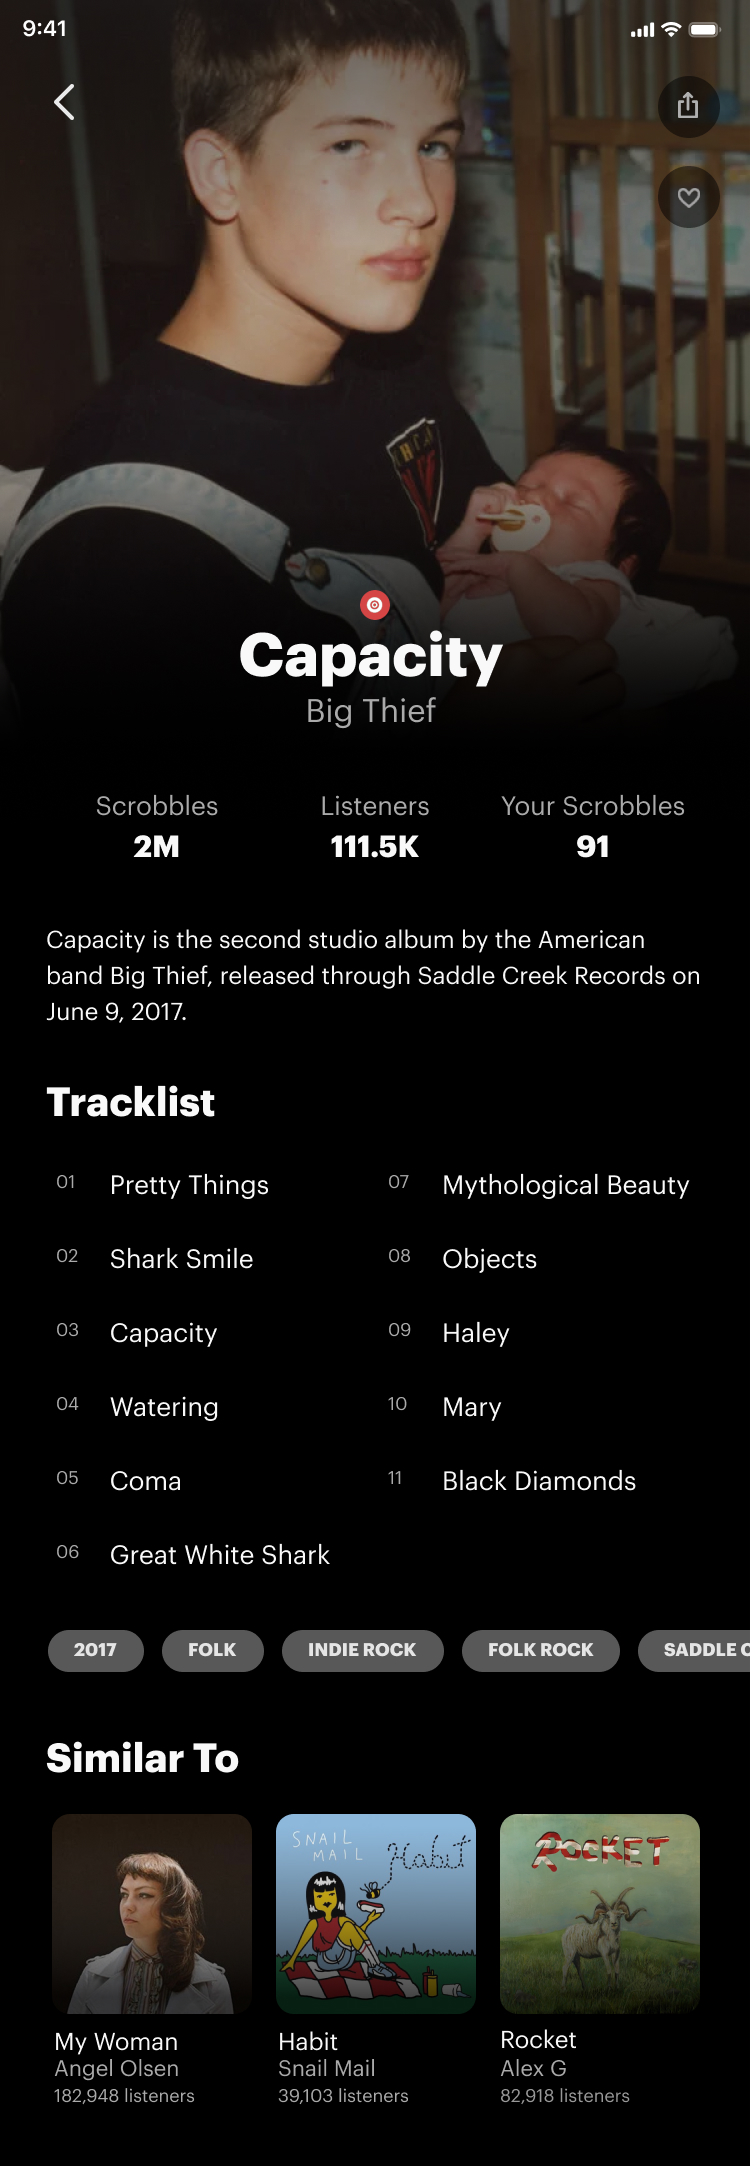 9:41
Capacity
Big Thief
Scrobbles
2M
Listeners
111.5K
Your Scrobbles
91
Capacity is the second studio album by the American
band Big Thief, released through Saddle Creek Records on
June 9, 2017.
Tracklist
01 Pretty Things
02 Shark Smile
03 Capacity
04 Watering
05 Coma
06 Great White Shark
07 Mythological Beauty
08 Objects
09 Haley
10 Mary
11 Black Diamonds
2017 FOLK INDIE ROCK FOLK ROCK SADDLE
Similar To
SNAIL
MAIL
Habit
ROCKET
My Woman
Angel Olsen
182,948 listeners
Habit
Snail Mail
39,103 listeners
Rocket
Alex G
82,918 listeners